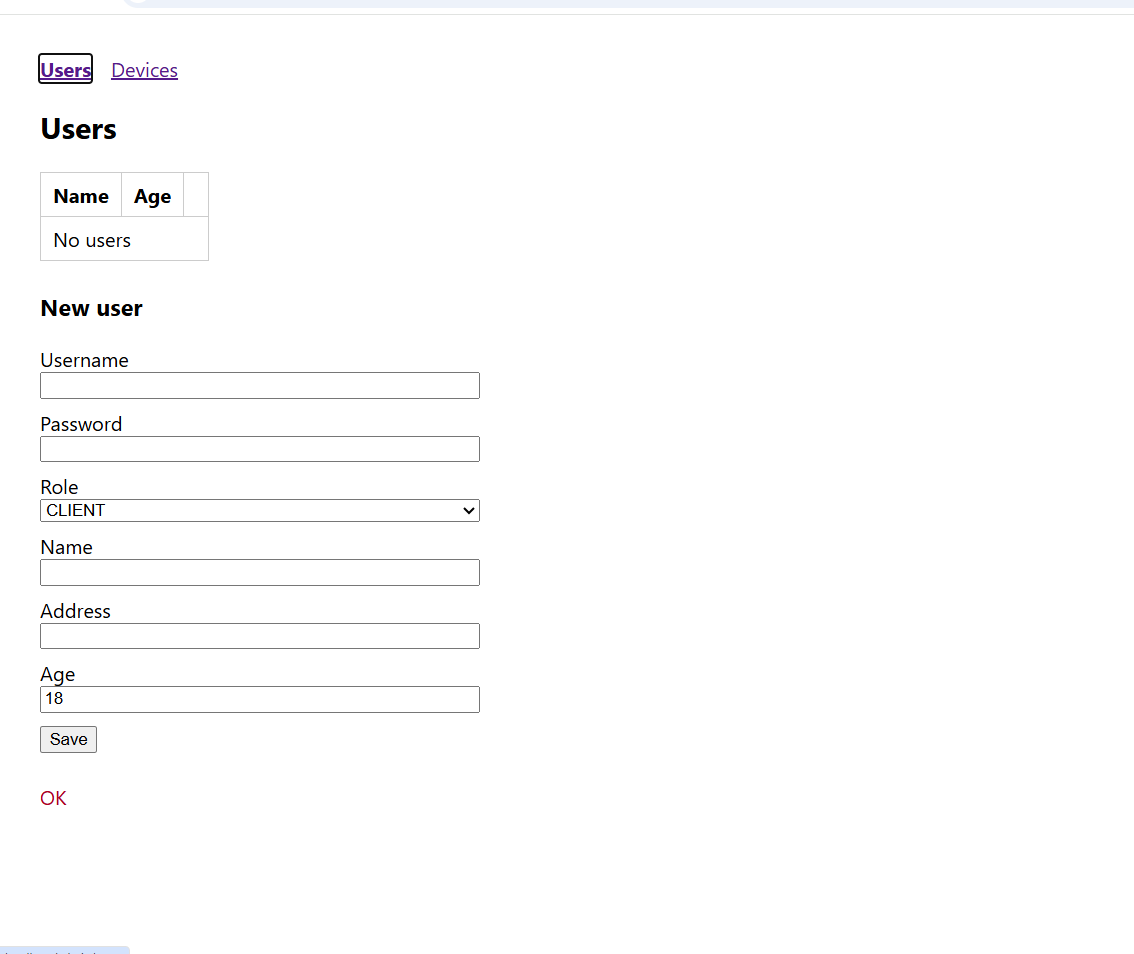 Users Devices
Users
Name Age
No users
New user
Username
Password
Role
CLIENT
Name
Address
Age
18
Save
OK